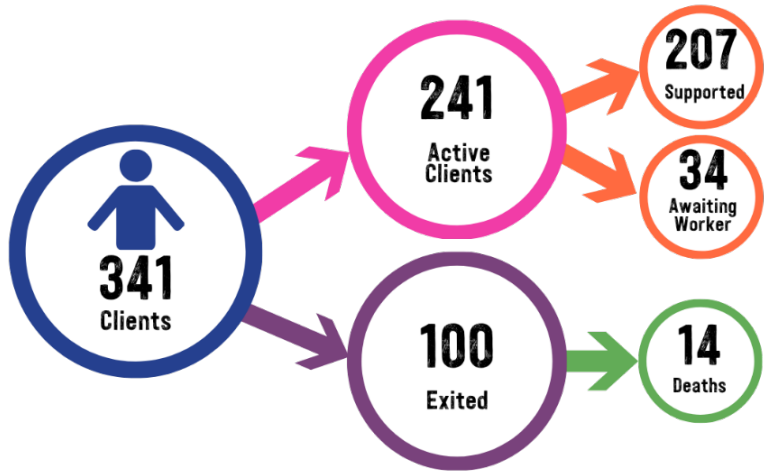 341
Clients
241
Active
Clients
207
Supported
34
Awaiting
Worker
100
Exited
14
Deaths